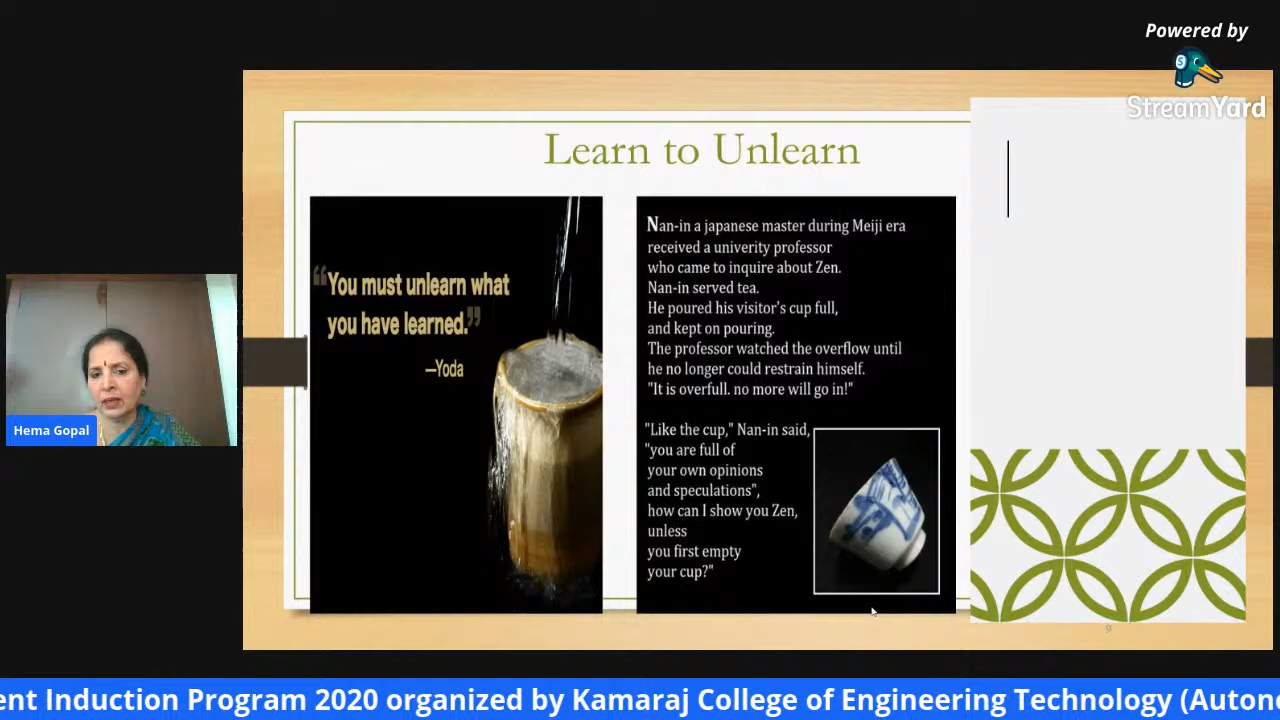 Powered by
StreamYard
Learn to Unlearn
“You must unlearn what
you have learned.”
—Yoda
Nan-in a japanese master during Meiji era
received a univerity professor
who came to inquire about Zen.
Nan-in served tea.
He poured his visitor's cup full,
and kept on pouring.
The professor watched the overflow until
he no longer could restrain himself.
"It is overfull. no more will go in!"
"Like the cup," Nan-in said,
"you are full of
your own opinions
and speculations",
how can I show you Zen,
unless
you first empty
your cup?"
Hema Gopal
9
ent Induction Program 2020 organized by Kamaraj College of Engineering Technology (Auton